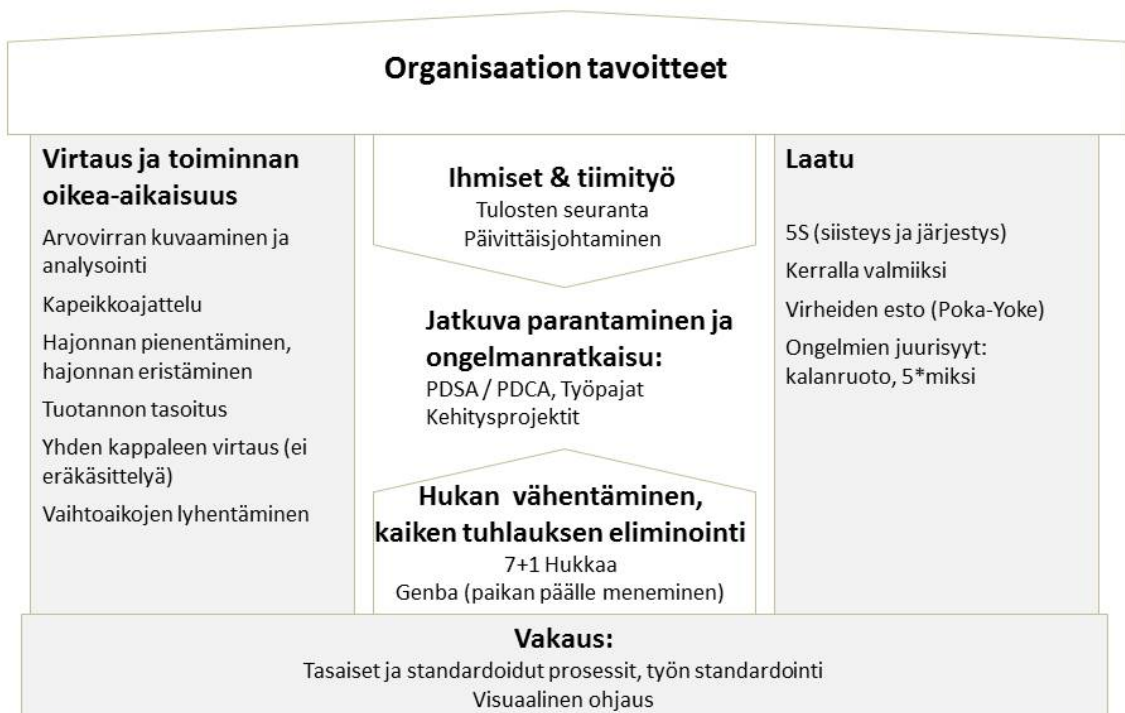 Organisaation tavoitteet
Virtaus ja toiminnan
oikea-aikaisuus
Arvovirran kuvaaminen ja
analysointi
Kapeikkoajattelu
Hajonnan pienentäminen,
hajonnan eristäminen
Tuotannon tasoitus
Yhden kappaleen virtaus (ei
eräkäsittelyä)
Vaihtoaikojen lyhentäminen
Ihmiset & tiimityö
Tulosten seuranta
Päivittäisjohtaminen
Jatkuva parantaminen ja
ongelmanratkaisu:
PDSA / PDCA, Työpajat
Kehitysprojektit
Hukan vähentäminen,
kaiken tuhlauksen eliminointi
7+1 Hukkaa
Genba (paikan päälle meneminen)
Laatu
5S (siisteys ja järjestys)
Kerralla valmiiksi
Virheiden esto (Poka-Yoke)
Ongelmien juurisyyt:
kalanruoto, 5*miksi
Vakaus:
Tasaiset ja standardoidut prosessit, työn standardointi
Visuaalinen ohjaus